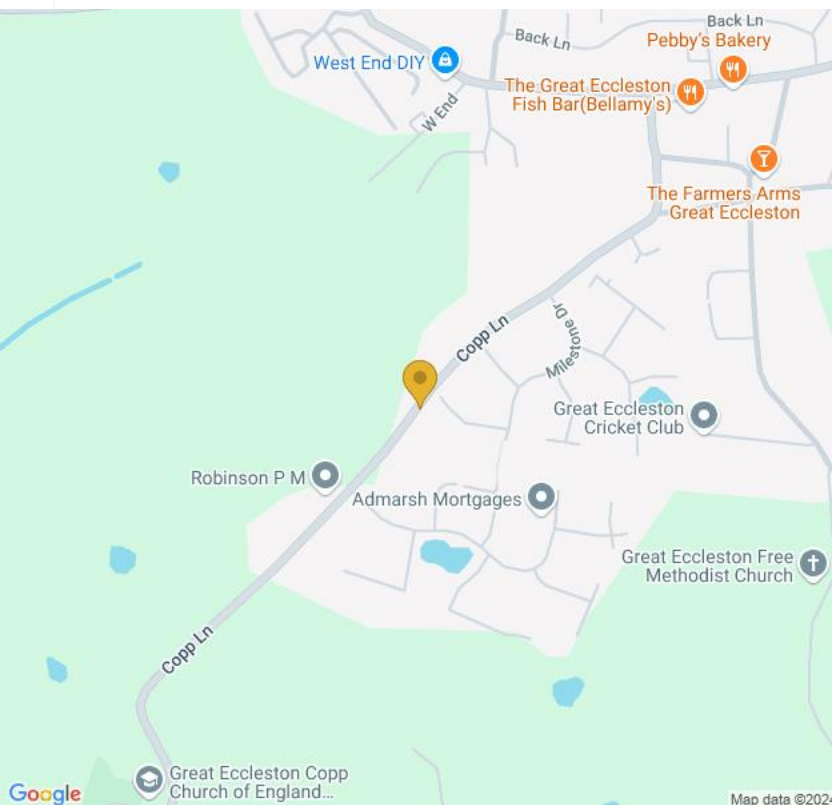 Back Ln
Back Ln
Pebby's Bakery
West End DIY
The Great Eccleston
Fish Bar(Bellamy's)
W End
The Farmers Arms
Great Eccleston
Copp Ln
Milestone Dr
Great Eccleston
Cricket Club
Robinson P M
Admarsh Mortgages
Great Eccleston Free
Methodist Church
Copp Ln
Great Eccleston Copp
Church of England...
Google
Map data ©2024